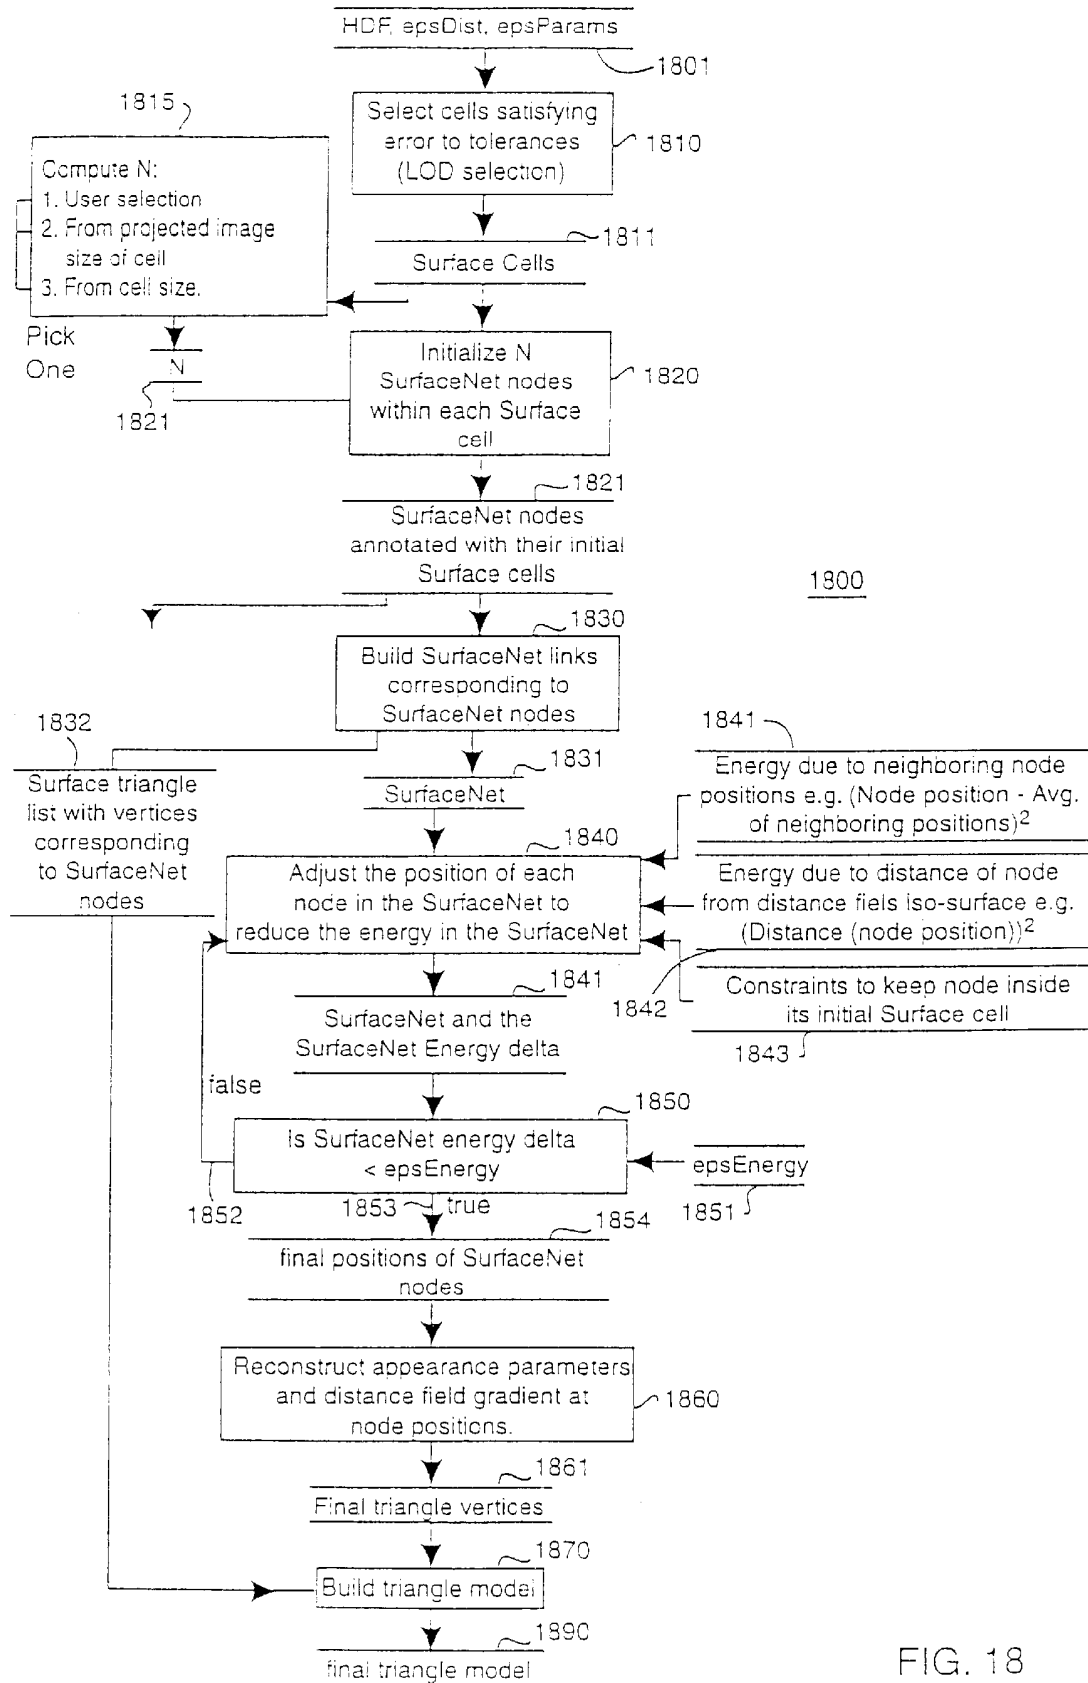 HDF, epsDist, epsParams
1801
1815
Select cells satisfying
error to tolerances
(LOD selection)
1810
Compute N:
1. User selection
2. From projected image
size of cell
3. From cell size.
Pick
One
1811
Surface Cells
N
1821
Initialize N
SurfaceNet nodes
within each Surface
cell
1820
1821
SurfaceNet nodes
annotated with their initial
Surface cells
1800
1830
Build SurfaceNet links
corresponding to
SurfaceNet nodes
1832
Surface triangle
list with vertices
corresponding
to SurfaceNet
nodes
1831
SurfaceNet
1841
Energy due to neighboring node
positions e.g. (Node position - Avg.
of neighboring positions)2
1840
Adjust the position of each
node in the SurfaceNet to
reduce the energy in the SurfaceNet
Energy due to distance of node
from distance fiels iso-surface e.g.
(Distance (node position))2
1842
Constraints to keep node inside
its initial Surface cell
1843
1841
SurfaceNet and the
SurfaceNet Energy delta
false
1850
Is SurfaceNet energy delta
< epsEnergy
epsEnergy
1851
1852
1853
true
1854
final positions of SurfaceNet
nodes
Reconstruct appearance parameters
and distance field gradient at
node positions.
1860
1861
Final triangle vertices
1870
Build triangle model
1890
final triangle model
FIG. 18